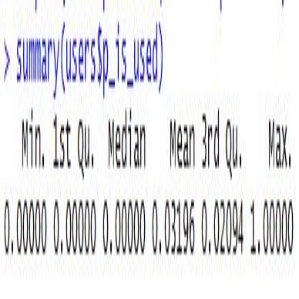 > summary(users$p_is_used)
Min. 1st Qu. Median Mean 3rd Qu. Max.
0.00000 0.00000 0.00000 0.03196 0.02094 1.00000